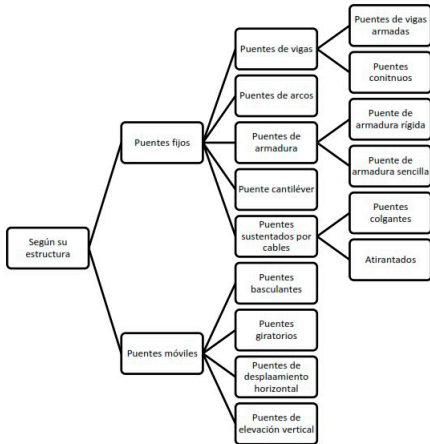 Según su
estructura
Puentes fijos
Puentes de vigas
Puentes de vigas
armadas
Puentes
conitnuos
Puentes de arcos
Puentes de
armadura
Puente de
armadura rígida
Puente de
armadura sencilla
Puente cantiléver
Puentes
sustentados por
cables
Puentes
colgantes
Atirantados
Puentes móviles
Puentes
basculantes
Puentes
giratorios
Puentes de
desplaamiento
horizontal
Puentes de
elevación vertical